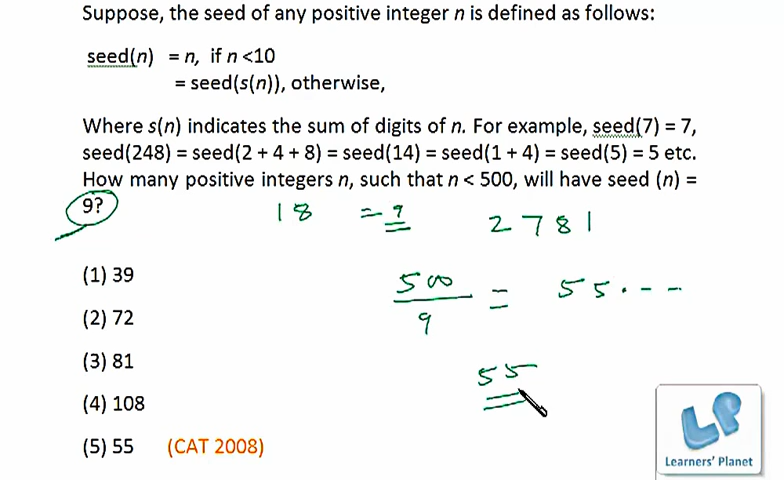 Suppose, the seed of any positive integer n is defined as follows:
seed(n) = n, if n <10
= seed(s(n)), otherwise,
Where s(n) indicates the sum of digits of n. For example, seed(7) = 7,
seed(248) = seed(2 + 4 + 8) = seed(14) = seed(1 + 4) = seed(5) = 5 etc.
How many positive integers n, such that n < 500, will have seed (n) =
9?
18 = 9
2781
(1) 39
500
9
= 55. - - -
(2) 72
(3) 81
55
(4) 108
(5) 55 (CAT 2008)
LP
Learners' Planet